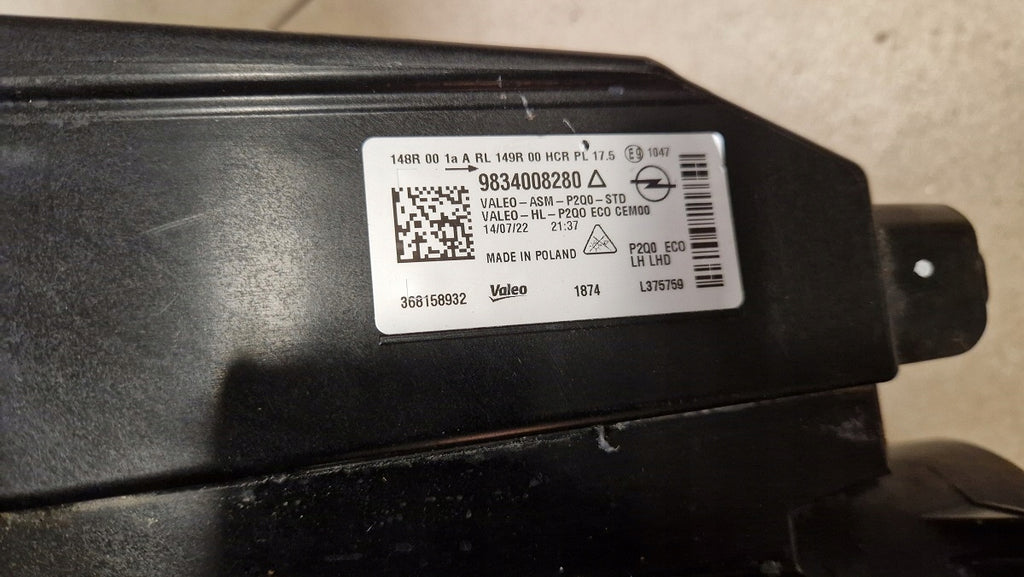 148R 00 1a A RL 149R 00 HCR PL 17.5 E9 1047
9834008280
VALEO-ASM-P2Q0-STD
VALEO-HL-P2Q0 ECO CEM00
14/07/22 21:37
MADE IN POLAND
P2Q0 ECO
LH LHD
368158932 Valeo 1874 L375759